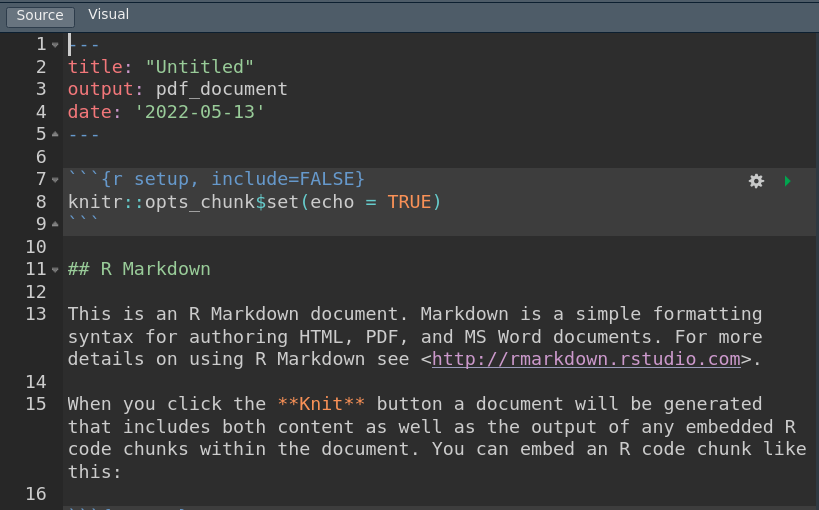 Source Visual
1 ---
2 title: "Untitled"
3 output: pdf_document
4 date: '2022-05-13'
5 ---
6
7 ```{r setup, include=FALSE}
8 knitr::opts_chunk$set(echo = TRUE)
9 ```
10
11 ## R Markdown
12
13 This is an R Markdown document. Markdown is a simple formatting
syntax for authoring HTML, PDF, and MS Word documents. For more
details on using R Markdown see <http://rmarkdown.rstudio.com>.
14
15 When you click the **Knit** button a document will be generated
that includes both content as well as the output of any embedded R
code chunks within the document. You can embed an R code chunk like
this:
16